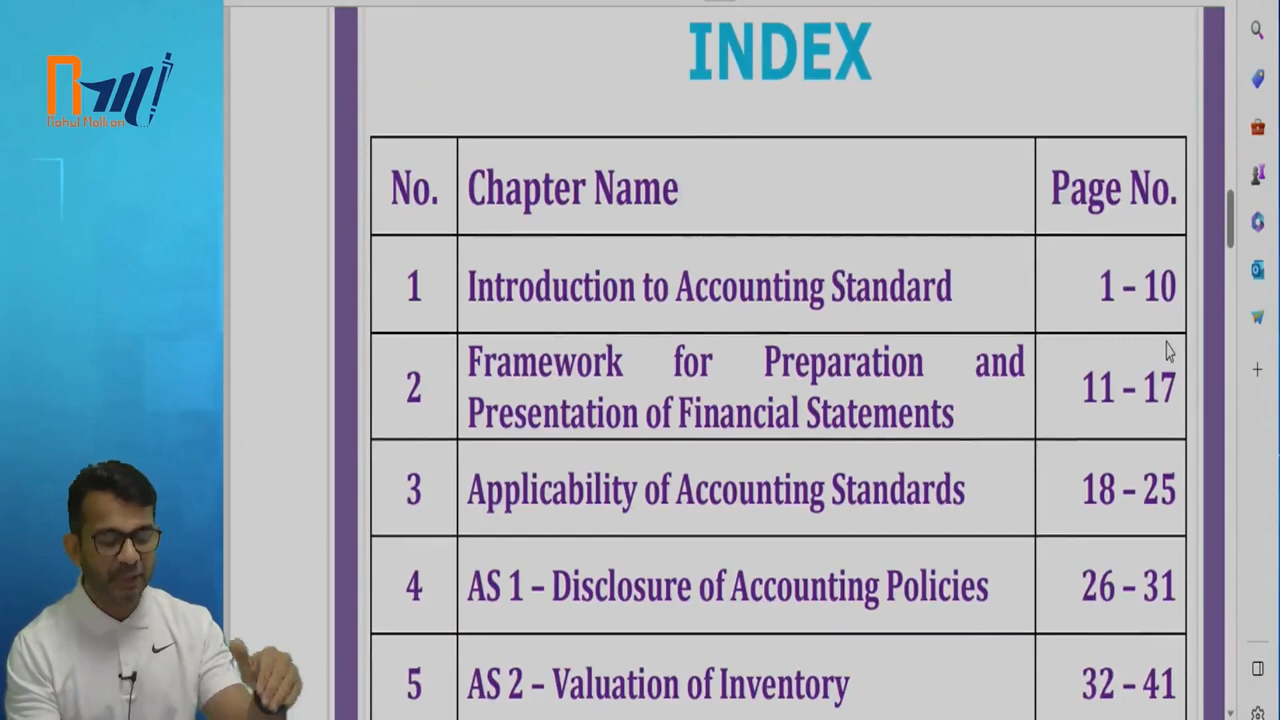 Rahul Malkan
INDEX
No. Chapter Name Page No.
1 Introduction to Accounting Standard 1 – 10
2 Framework for Preparation and
Presentation of Financial Statements 11 – 17
3 Applicability of Accounting Standards 18 – 25
4 AS 1 – Disclosure of Accounting Policies 26 – 31
5 AS 2 – Valuation of Inventory 32 – 41